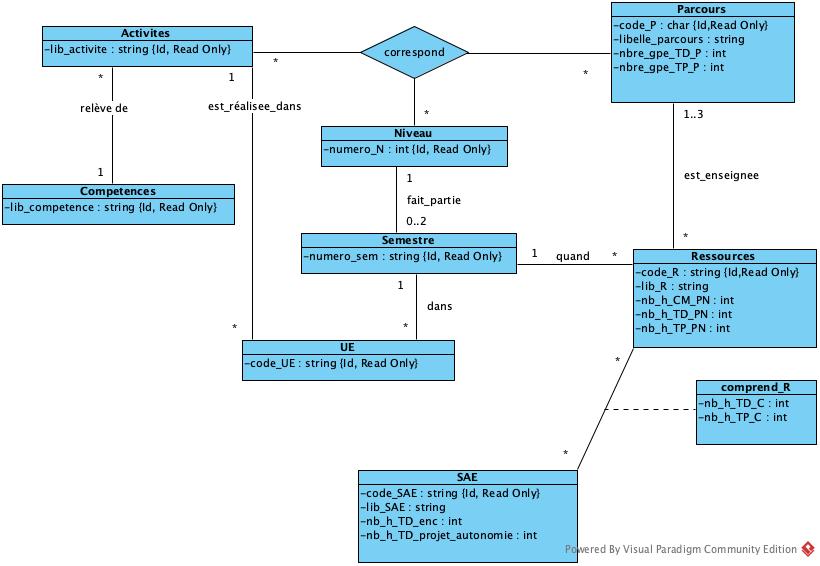 Activites
-lib_activite : string {Id, Read Only}
correspond
Parcours
-code_P : char {Id,Read Only}
-libelle_parcours : string
-nbre_gpe_TD_P : int
-nbre_gpe_TP_P : int
*
*
*
1
*
relève de
est_réalisee_dans
1..3
Niveau
-numero_N : int {Id, Read Only}
1
Competences
-lib_competence : string {Id, Read Only}
1
fait_partie
0..2
est_enseignee
*
Semestre
-numero_sem : string {Id, Read Only}
1
quand
*
Ressources
-code_R : string {Id,Read Only}
-lib_R : string
-nb_h_CM_PN : int
-nb_h_TD_PN : int
-nb_h_TP_PN : int
1
dans
*
*
UE
-code_UE : string {Id, Read Only}
*
comprend_R
-nb_h_TD_C : int
-nb_h_TP_C : int
*
SAE
-code_SAE : string {Id, Read Only}
-lib_SAE : string
-nb_h_TD_enc : int
-nb_h_TD_projet_autonomie : int
Powered By Visual Paradigm Community Edition